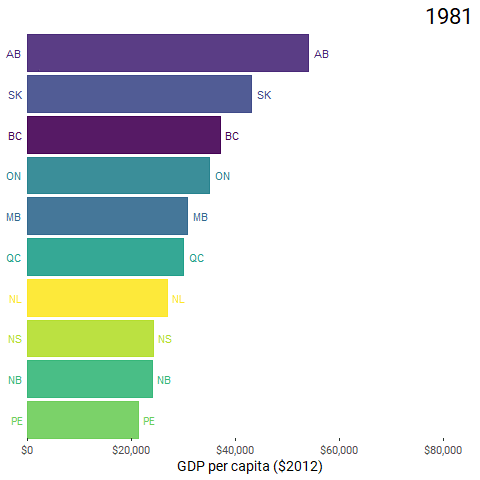 1981
AB AB
SK SK
BC BC
ON ON
MB MB
QC QC
NL NL
NS NS
NB NB
PE PE
$0 $20,000 $40,000 $60,000 $80,000
GDP per capita ($2012)